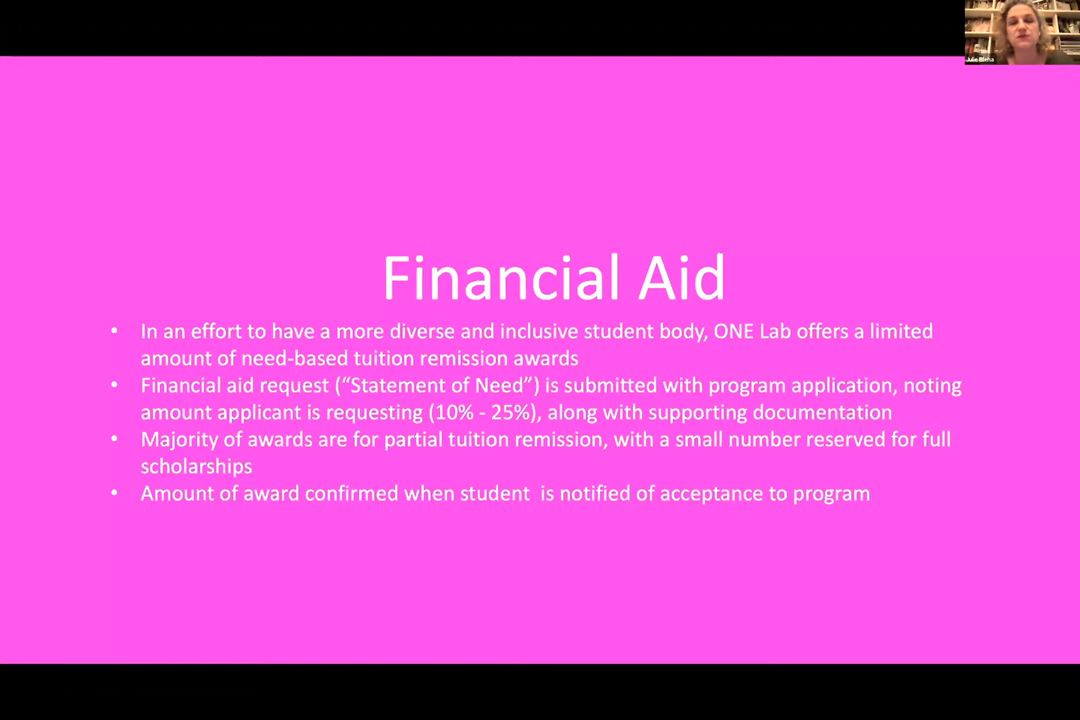 Financial Aid
• In an effort to have a more diverse and inclusive student body, ONE Lab offers a limited
amount of need-based tuition remission awards
• Financial aid request (“Statement of Need”) is submitted with program application, noting
amount applicant is requesting (10% - 25%), along with supporting documentation
• Majority of awards are for partial tuition remission, with a small number reserved for full
scholarships
• Amount of award confirmed when student  is notified of acceptance to program
Julie